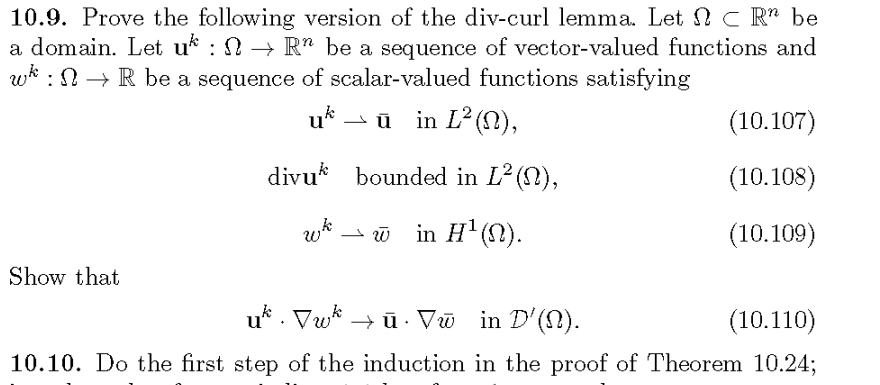 10.9. Prove the following version of the div-curl lemma. Let Ω ⊂ ℝⁿ be
a domain. Let 𝐮ᵏ : Ω → ℝⁿ be a sequence of vector-valued functions and
wᵏ : Ω → ℝ be a sequence of scalar-valued functions satisfying
𝐮ᵏ ⇀ 𝐮̄ in L²(Ω), (10.107)
div𝐮ᵏ bounded in L²(Ω), (10.108)
wᵏ ⇀ w̄ in H¹(Ω). (10.109)
Show that
𝐮ᵏ · ∇wᵏ → 𝐮̄ · ∇w̄ in 𝒟′(Ω). (10.110)
10.10. Do the first step of the induction in the proof of Theorem 10.24;